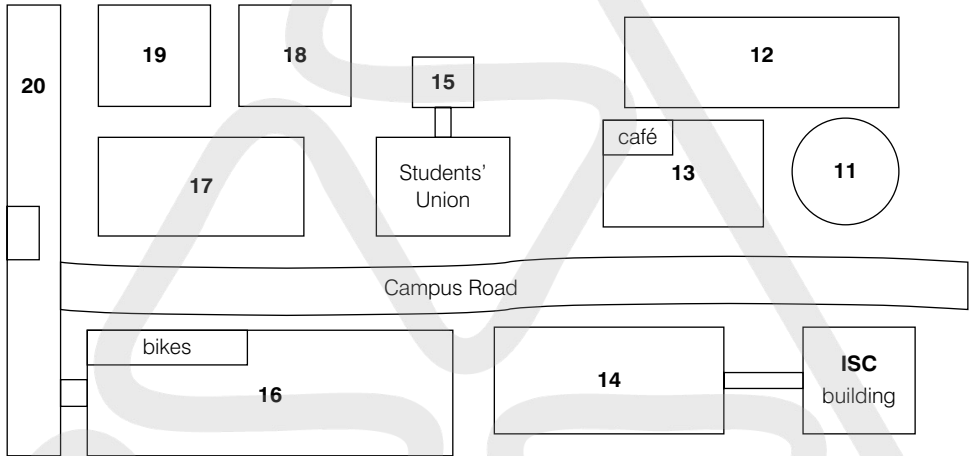 19
18
12
15
20
café
13
11
17
Students'
Union
Campus Road
bikes
16
14
ISC
building